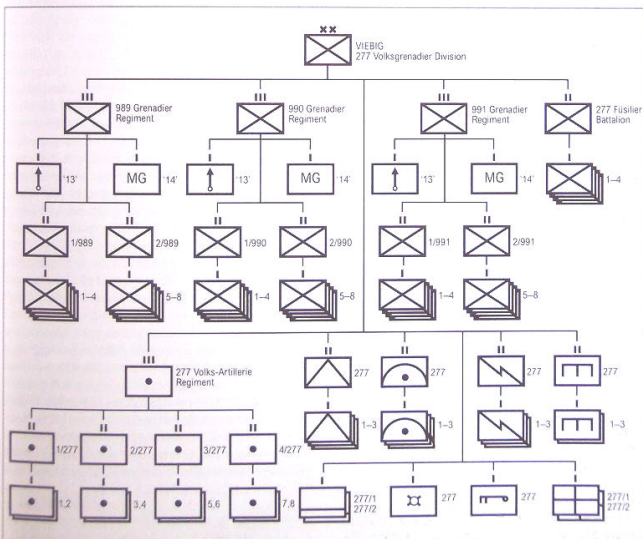 VIEBIG
277 Volksgrenadier Division
989 Grenadier
Regiment
990 Grenadier
Regiment
991 Grenadier
Regiment
277 Füsilier
Battalion
'13'
MG
'14'
'13'
MG
'14'
'13'
MG
'14'
1–4
1/989
2/989
1/990
2/990
1/991
2/991
1–4
5–8
1–4
5–8
1–4
5–8
277 Volks-Artillerie
Regiment
277
277
277
277
1/277
2/277
3/277
4/277
1–3
1–3
1–3
1–3
1,2
3,4
5,6
7,8
277/1
277/2
277
277
277/1
277/2